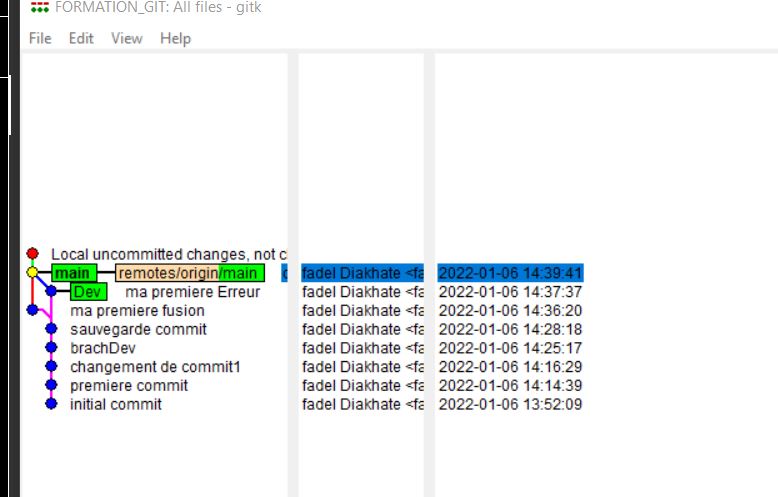 FORMATION_GIT: All files - gitk
File Edit View Help
Local uncommitted changes, not c
main remotes/origin/main fadel Diakhate <fa 2022-01-06 14:39:41
Dev ma premiere Erreur fadel Diakhate <fa 2022-01-06 14:37:37
ma premiere fusion fadel Diakhate <fa 2022-01-06 14:36:20
sauvegarde commit fadel Diakhate <fa 2022-01-06 14:28:18
brachDev fadel Diakhate <fa 2022-01-06 14:25:17
changement de commit1 fadel Diakhate <fa 2022-01-06 14:16:29
premiere commit fadel Diakhate <fa 2022-01-06 14:14:39
initial commit fadel Diakhate <fa 2022-01-06 13:52:09